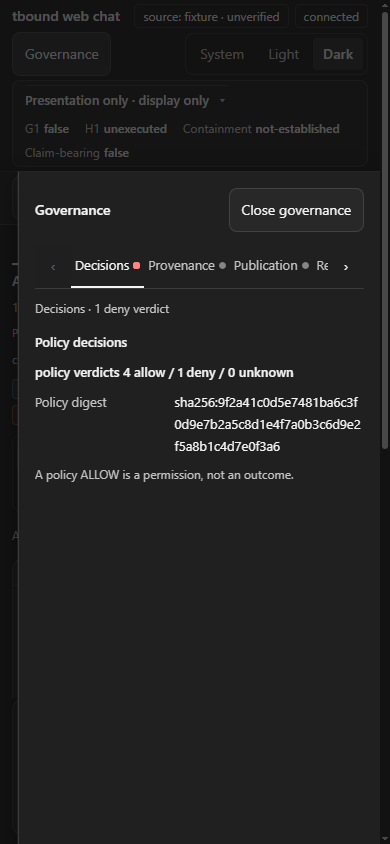 tbound web chat
source: fixture · unverified
connected
Governance
System
Light
Dark
Presentation only · display only
G1 false H1 unexecuted Containment not-established
Claim-bearing false
Governance
Close governance
Decisions
Provenance
Publication
Re
Decisions · 1 deny verdict
Policy decisions
policy verdicts 4 allow / 1 deny / 0 unknown
Policy digest
sha256:9f2a41c0d5e7481ba6c3f
0d9e7b2a5c8d1e4f7a0b3c6d9e2
f5a8b1c4d7e0f3a6
A policy ALLOW is a permission, not an outcome.